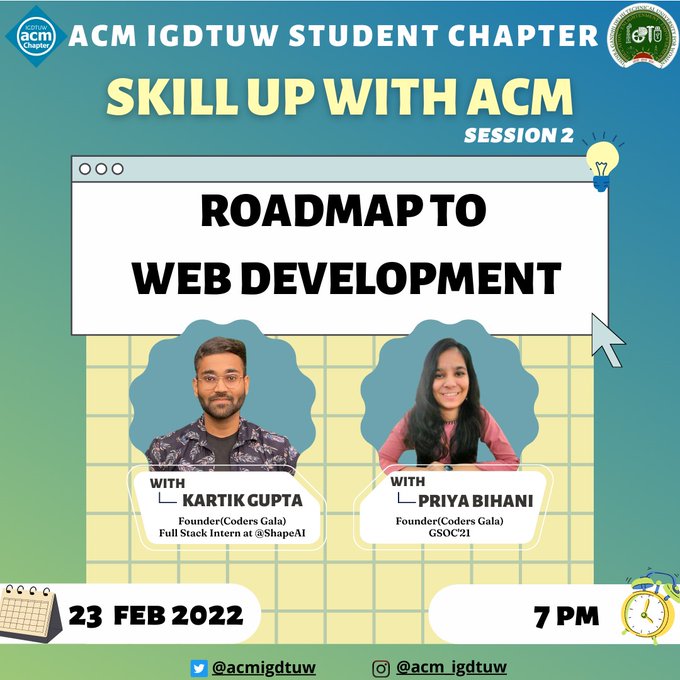 IGDTUW
acm
Chapter
ACM IGDTUW STUDENT CHAPTER
SKILL UP WITH ACM
SESSION 2
ROADMAP TO
WEB DEVELOPMENT
WITH
KARTIK GUPTA
Founder(Coders Gala)
Full Stack Intern at @ShapeAI
WITH
PRIYA BIHANI
Founder(Coders Gala)
GSOC'21
23 FEB 2022
7 PM
@acmigdtuw
@acm_igdtuw